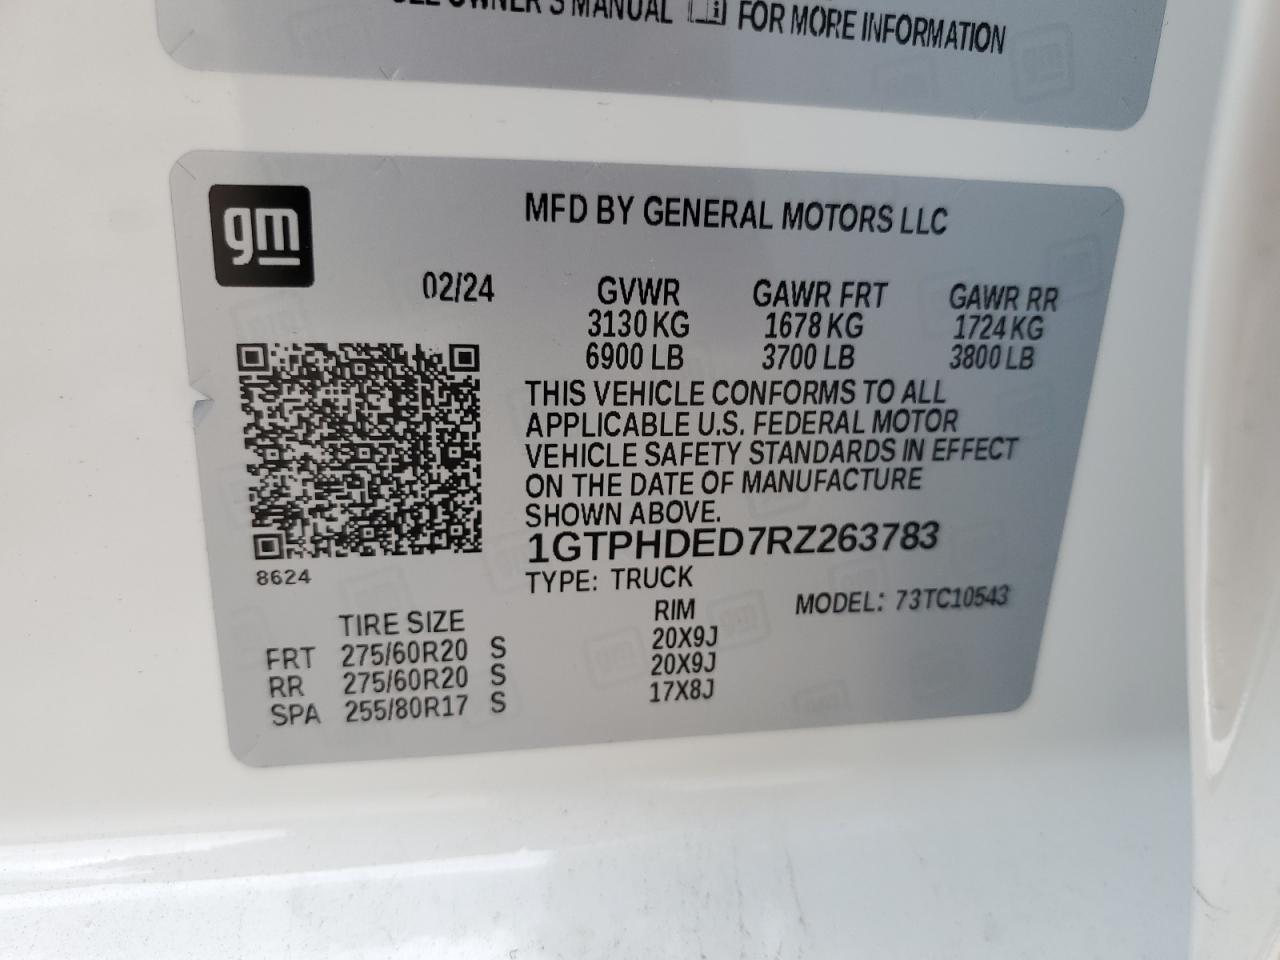 OWNER'S MANUAL FOR MORE INFORMATION
gm
MFD BY GENERAL MOTORS LLC
02/24 GVWR GAWR FRT GAWR RR
3130 KG 1678 KG 1724 KG
6900 LB 3700 LB 3800 LB
THIS VEHICLE CONFORMS TO ALL
APPLICABLE U.S. FEDERAL MOTOR
VEHICLE SAFETY STANDARDS IN EFFECT
ON THE DATE OF MANUFACTURE
SHOWN ABOVE.
1GTPHDED7RZ263783
8624
TYPE: TRUCK
MODEL: 73TC10543
TIRE SIZE RIM
FRT 275/60R20 S 20X9J
RR 275/60R20 S 20X9J
SPA 255/80R17 S 17X8J